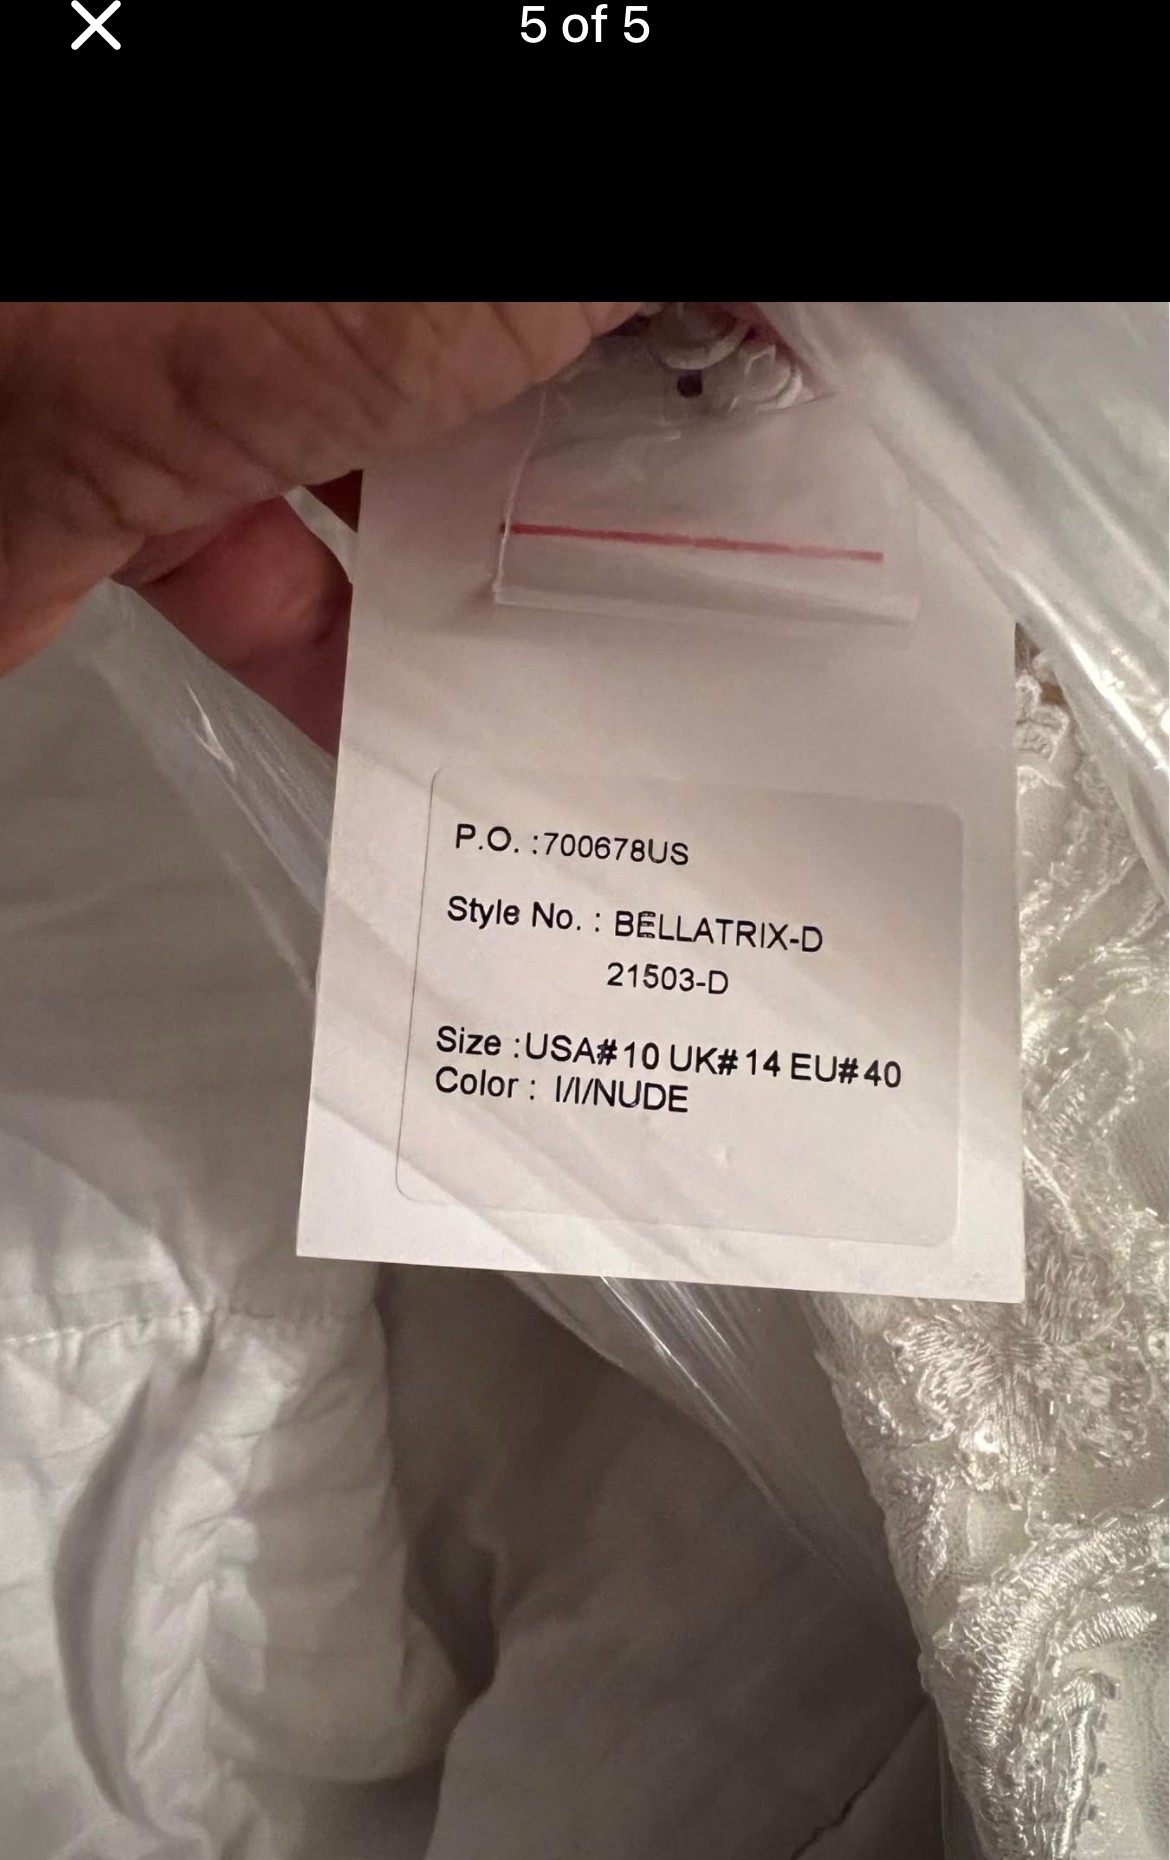 5 of 5
P.O. :700678US
Style No. : BELLATRIX-D
21503-D
Size :USA#10 UK#14 EU#40
Color : I/I/NUDE